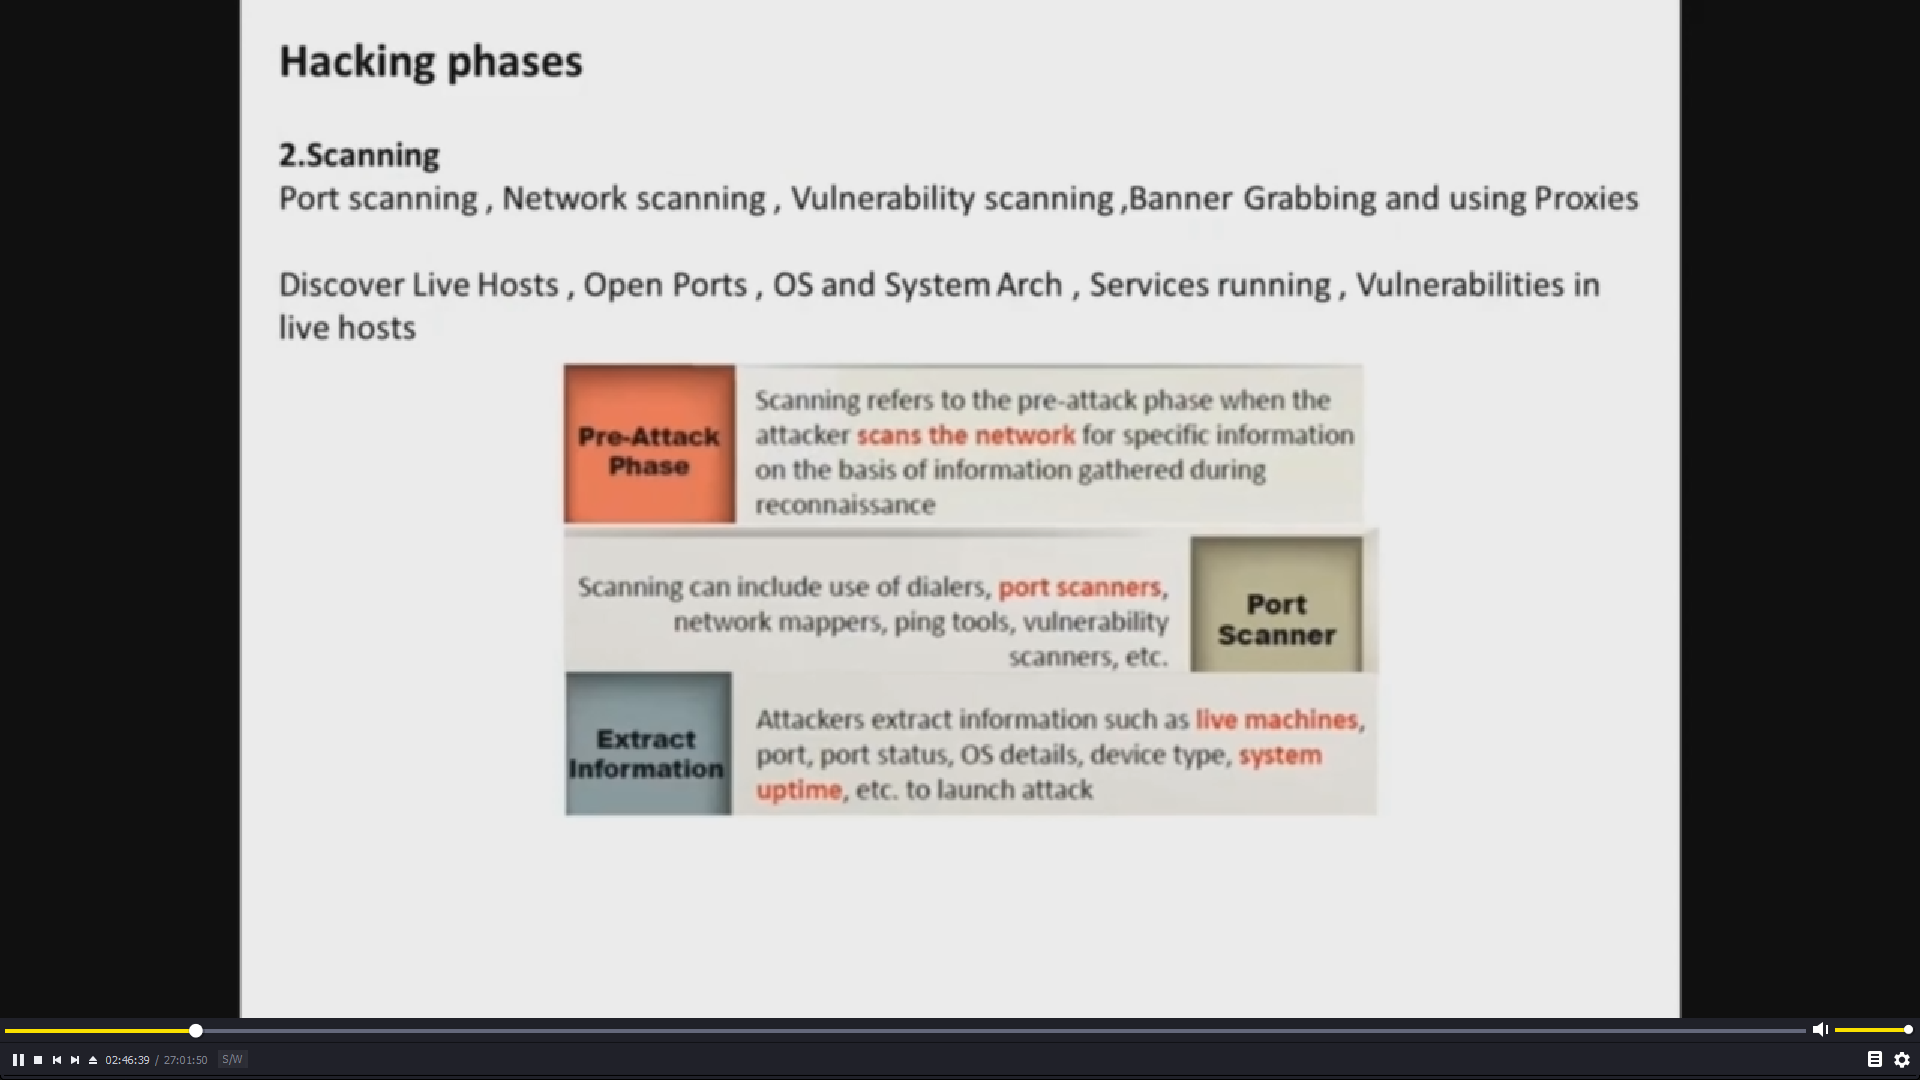 Hacking phases
2.Scanning
Port scanning , Network scanning , Vulnerability scanning ,Banner Grabbing and using Proxies
Discover Live Hosts , Open Ports , OS and System Arch , Services running , Vulnerabilities in
live hosts
Pre-Attack
Phase
Scanning refers to the pre-attack phase when the
attacker scans the network for specific information
on the basis of information gathered during
reconnaissance
Scanning can include use of dialers, port scanners,
network mappers, ping tools, vulnerability
scanners, etc.
Port
Scanner
Extract
Information
Attackers extract information such as live machines,
port, port status, OS details, device type, system
uptime, etc. to launch attack
02:46:39 / 27:01:50 S/W